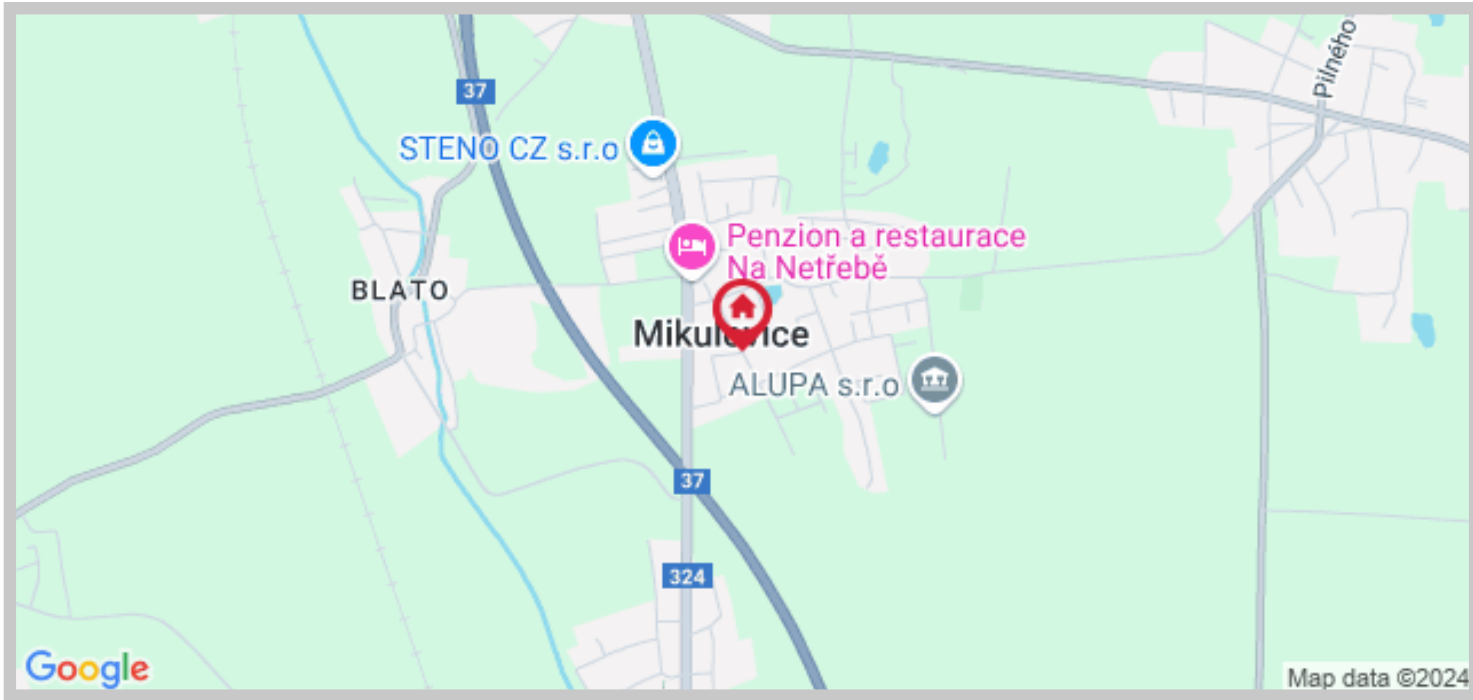 Pilného
37
STENO CZ s.r.o
Penzion a restaurace
Na Netřebě
BLATO
Mikulovice
ALUPA s.r.o
37
324
Google
Map data ©2024